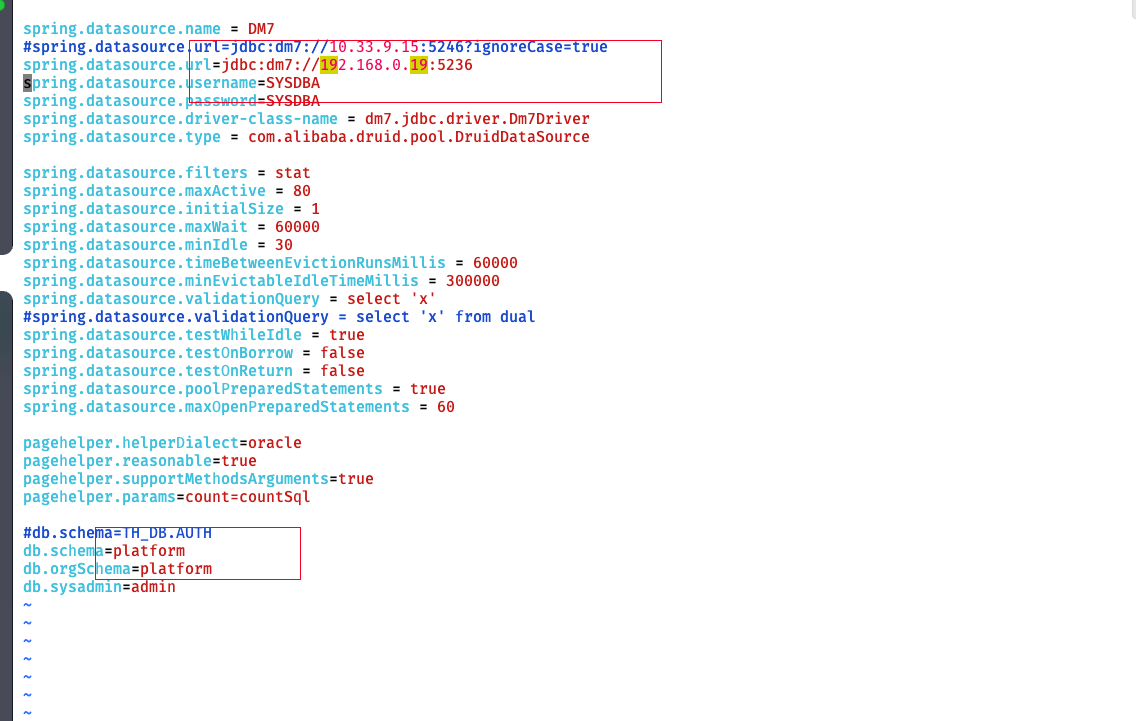 spring.datasource.name = DM7
#spring.datasource.url=jdbc:dm7://10.33.9.15:5246?ignoreCase=true
spring.datasource.url=jdbc:dm7://192.168.0.19:5236
spring.datasource.username=SYSDBA
spring.datasource.password=SYSDBA
spring.datasource.driver-class-name = dm7.jdbc.driver.Dm7Driver
spring.datasource.type = com.alibaba.druid.pool.DruidDataSource
spring.datasource.filters = stat
spring.datasource.maxActive = 80
spring.datasource.initialSize = 1
spring.datasource.maxWait = 60000
spring.datasource.minIdle = 30
spring.datasource.timeBetweenEvictionRunsMillis = 60000
spring.datasource.minEvictableIdleTimeMillis = 300000
spring.datasource.validationQuery = select 'x'
#spring.datasource.validationQuery = select 'x' from dual
spring.datasource.testWhileIdle = true
spring.datasource.testOnBorrow = false
spring.datasource.testOnReturn = false
spring.datasource.poolPreparedStatements = true
spring.datasource.maxOpenPreparedStatements = 60
pagehelper.helperDialect=oracle
pagehelper.reasonable=true
pagehelper.supportMethodsArguments=true
pagehelper.params=count=countSql
#db.schema=TH_DB.AUTH
db.schema=platform
db.orgSchema=platform
db.sysadmin=admin
~
~
~
~
~
~
~